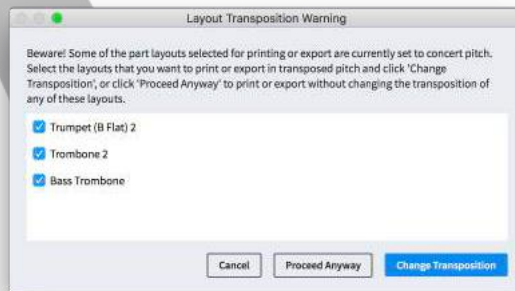 Layout Transposition Warning
Beware! Some of the part layouts selected for printing or export are currently set to concert pitch.
Select the layouts that you want to print or export in transposed pitch and click 'Change
Transposition', or click 'Proceed Anyway' to print or export without changing the transposition of
any of these layouts.
Trumpet (B Flat) 2
Trombone 2
Bass Trombone
Cancel
Proceed Anyway
Change Transposition